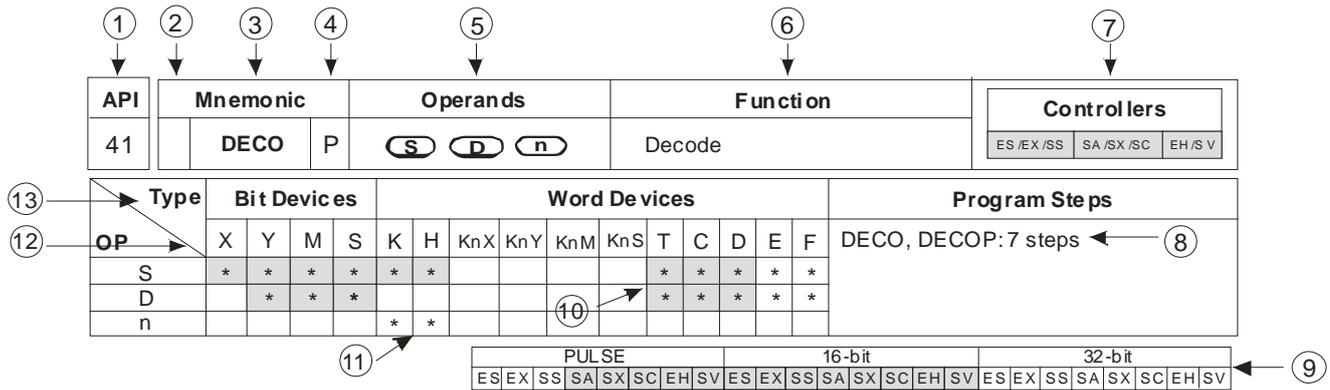 1 2 3 4 5 6 7
API Mnemonic Operands Function Controllers
41 DECO P S D n Decode ES/EX/SS SA/SX/SC EH/SV
13 Type Bit Devices Word Devices Program Steps
12 OP X Y M S K H KnX KnY KnM KnS T C D E F DECO, DECOP: 7 steps 8
S * * * * * * * * * * *
D * * * * * * * *
10
n * *
11
PULSE 16-bit 32-bit
ES EX SS SA SX SC EH SV ES EX SS SA SX SC EH SV ES EX SS SA SX SC EH SV 9